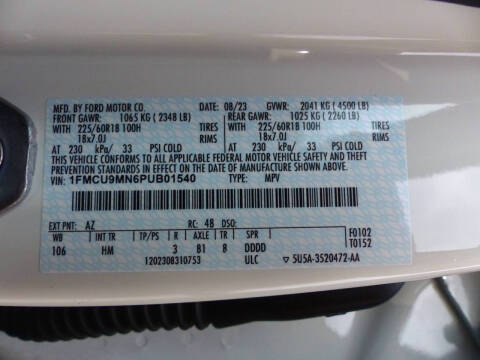 MFD. BY FORD MOTOR CO. 08/23 GVWR: 2041 KG ( 4500 LB)
FRONT GAWR: 1065 KG ( 2348 LB) REAR GAWR: 1025 KG ( 2260 LB)
WITH 225/60R18 100H TIRES WITH 225/60R18 100H TIRES
18x7.0J RIMS 18x7.0J RIMS
AT 230 kPa/ 33 PSI COLD AT 230 kPa/ 33 PSI COLD
THIS VEHICLE CONFORMS TO ALL APPLICABLE FEDERAL MOTOR VEHICLE SAFETY AND THEFT
PREVENTION STANDARDS IN EFFECT ON THE DATE OF MANUFACTURE SHOWN ABOVE.
VIN: 1FMCU9MN6PUB01540 TYPE: MPV
EXT PNT: AZ RC: 48 DSO: F0102
WB INT TR TP/PS R AXLE TR SPR T0152
106 HM 3 B1 8 DDDD
1202308310753 ULC 5U5A-3520472-AA